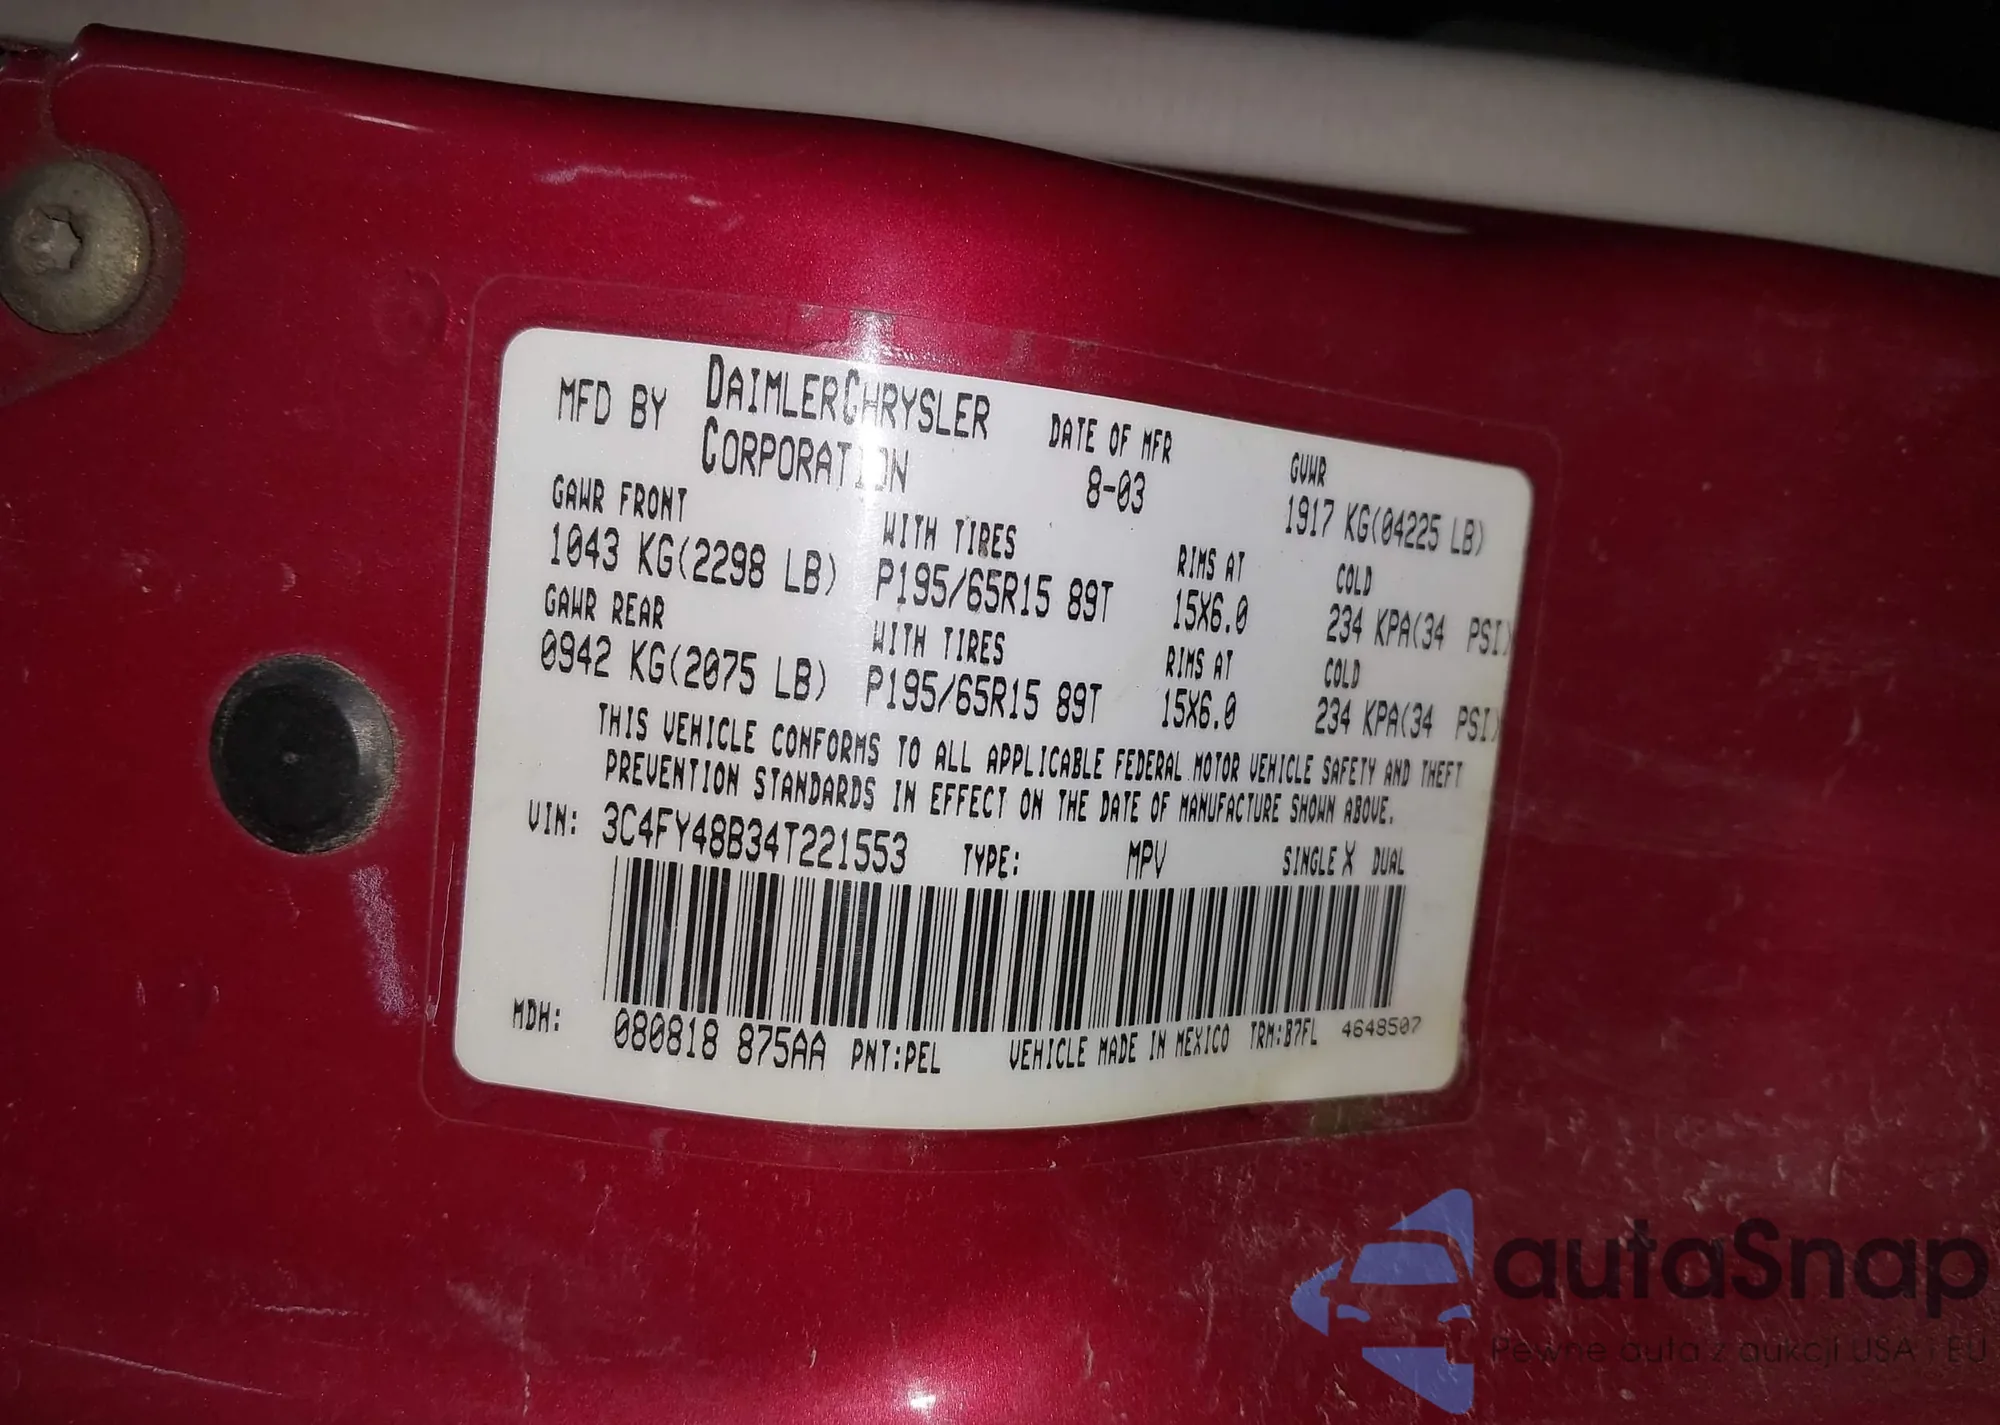 MFD BY DAIMLERCHRYSLER CORPORATION DATE OF MFR 8-03 GVWR 1917 KG(04225 LB)
GAWR FRONT WITH TIRES RIMS AT COLD
1043 KG(2298 LB) P195/65R15 89T 15X6.0 234 KPA(34 PSI)
GAWR REAR WITH TIRES RIMS AT COLD
0942 KG(2075 LB) P195/65R15 89T 15X6.0 234 KPA(34 PSI)
THIS VEHICLE CONFORMS TO ALL APPLICABLE FEDERAL MOTOR VEHICLE SAFETY AND THEFT
PREVENTION STANDARDS IN EFFECT ON THE DATE OF MANUFACTURE SHOWN ABOVE.
VIN: 3C4FY48B34T221553 TYPE: MPV SINGLE X DUAL
MDH: 080818 875AA PNT:PEL VEHICLE MADE IN MEXICO TRM:B7FL 4648507
autaSnap
Pewne auta z aukcji USA i EU